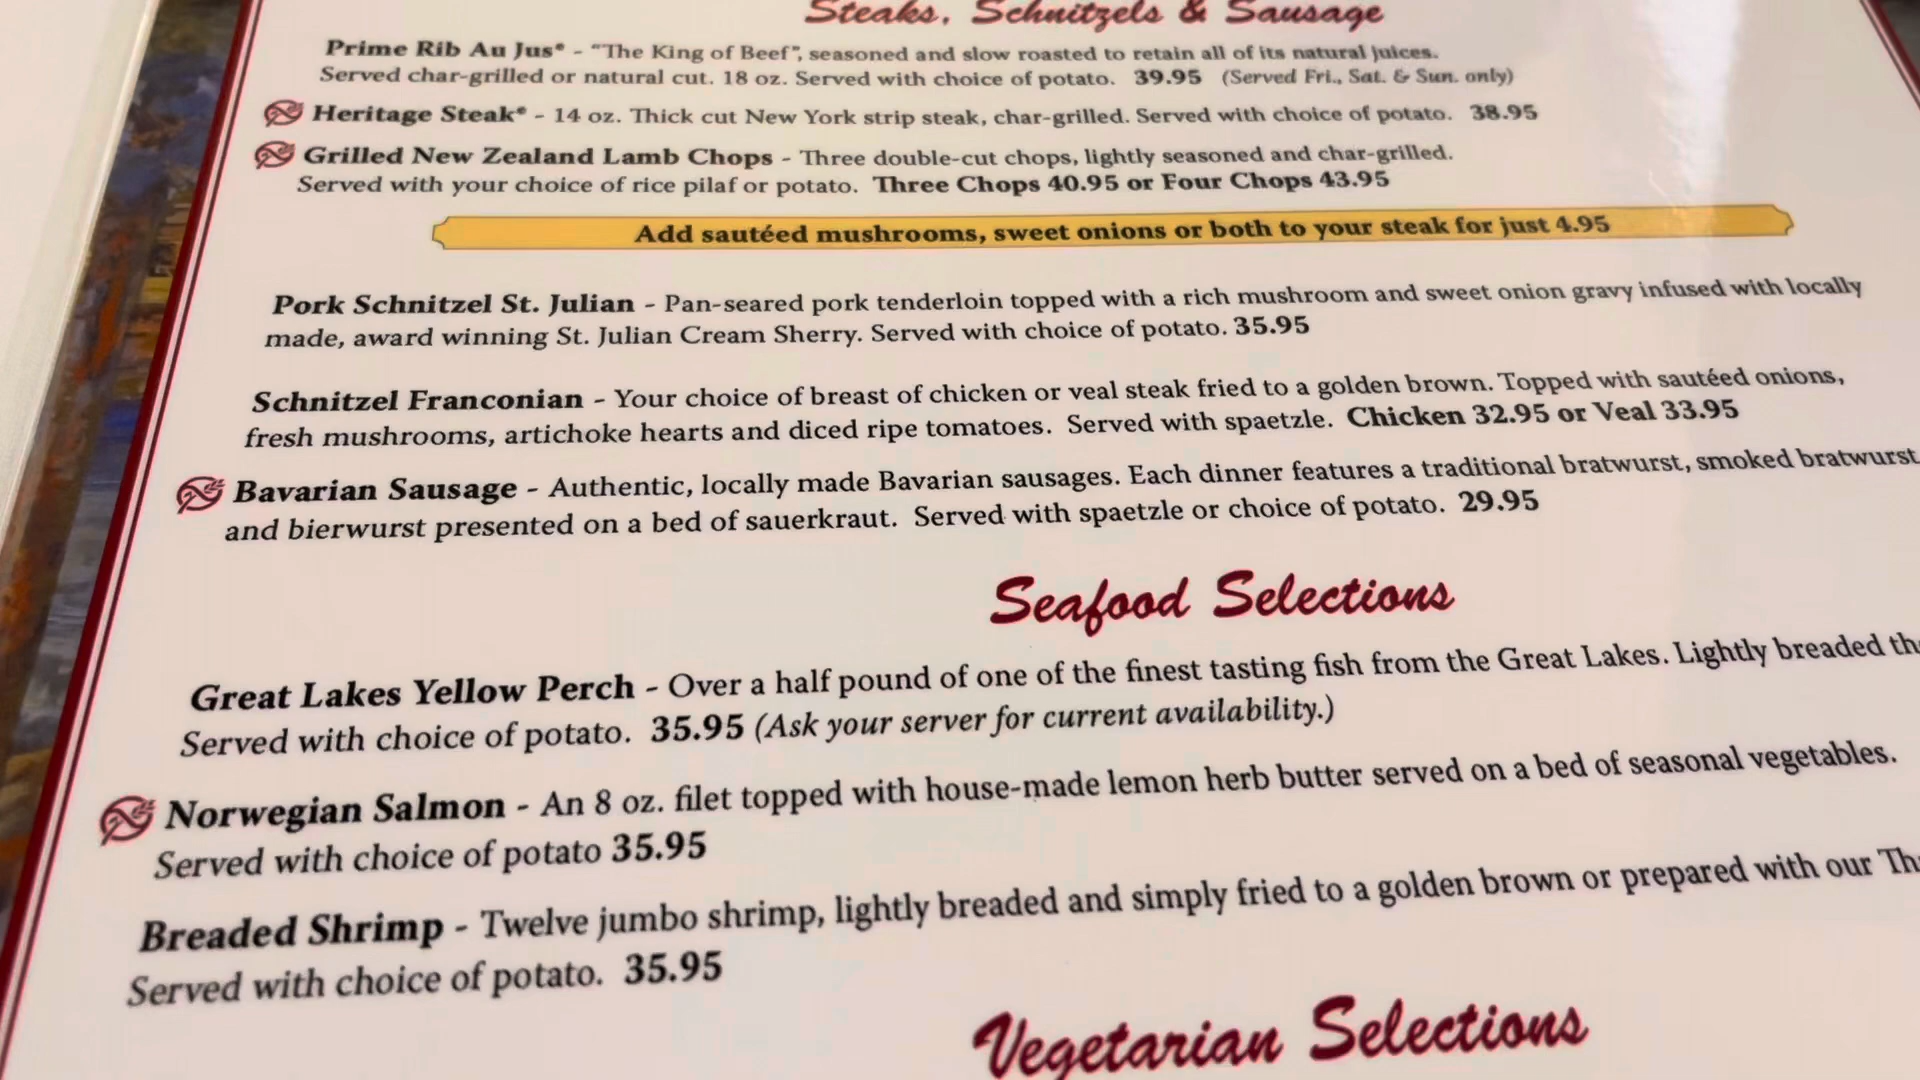 Steaks, Schnitzels & Sausage
Prime Rib Au Jus* - "The King of Beef", seasoned and slow roasted to retain all of its natural juices.
Served char-grilled or natural cut. 18 oz. Served with choice of potato. 39.95 (Served Fri., Sat. & Sun. only)
Heritage Steak* - 14 oz. Thick cut New York strip steak, char-grilled. Served with choice of potato. 38.95
Grilled New Zealand Lamb Chops - Three double-cut chops, lightly seasoned and char-grilled.
Served with your choice of rice pilaf or potato. Three Chops 40.95 or Four Chops 43.95
Add sautéed mushrooms, sweet onions or both to your steak for just 4.95
Pork Schnitzel St. Julian - Pan-seared pork tenderloin topped with a rich mushroom and sweet onion gravy infused with locally
made, award winning St. Julian Cream Sherry. Served with choice of potato. 35.95
Schnitzel Franconian - Your choice of breast of chicken or veal steak fried to a golden brown. Topped with sautéed onions,
fresh mushrooms, artichoke hearts and diced ripe tomatoes. Served with spaetzle. Chicken 32.95 or Veal 33.95
Bavarian Sausage - Authentic, locally made Bavarian sausages. Each dinner features a traditional bratwurst, smoked bratwurst
and bierwurst presented on a bed of sauerkraut. Served with spaetzle or choice of potato. 29.95
Seafood Selections
Great Lakes Yellow Perch - Over a half pound of one of the finest tasting fish from the Great Lakes. Lightly breaded
Served with choice of potato. 35.95 (Ask your server for current availability.)
Norwegian Salmon - An 8 oz. filet topped with house-made lemon herb butter served on a bed of seasonal vegetables.
Served with choice of potato 35.95
Breaded Shrimp - Twelve jumbo shrimp, lightly breaded and simply fried to a golden brown or prepared with our
Served with choice of potato. 35.95
Vegetarian Selections